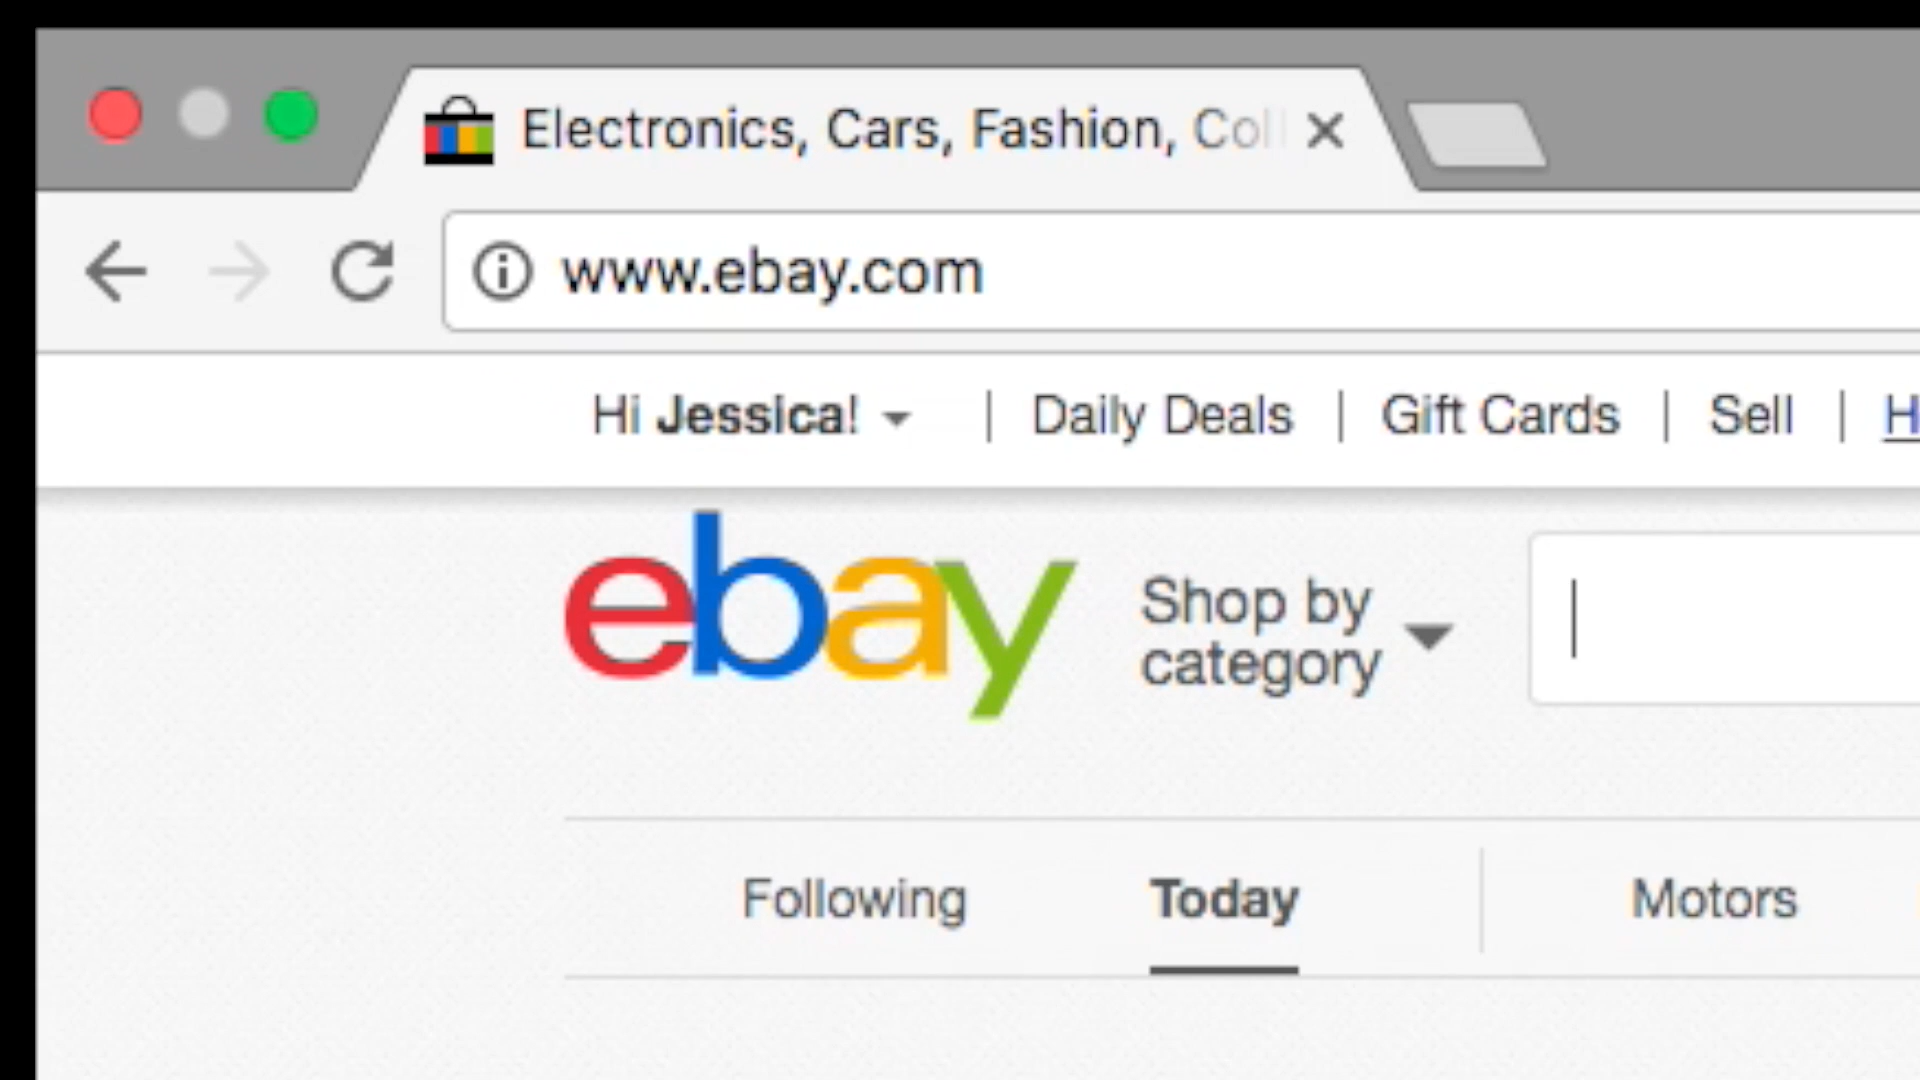 Electronics, Cars, Fashion, Col
www.ebay.com
Hi Jessica! | Daily Deals | Gift Cards | Sell | H
ebay
Shop by
category
Following Today Motors